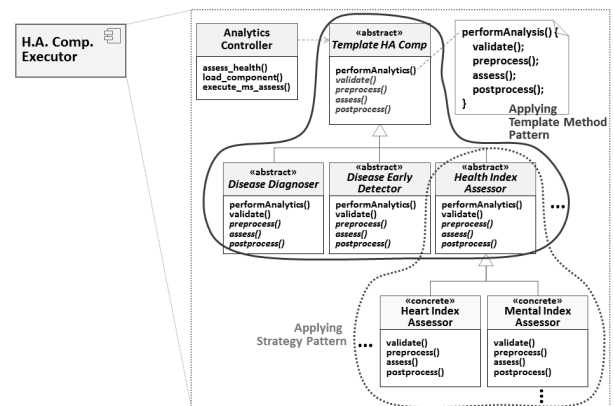 H.A. Comp.
Executor
Analytics
Controller
assess_health()
load_component()
execute_ms_assess()
«abstract»
Template HA Comp
performAnalytics()
validate()
preprocess()
assess()
postprocess()
performAnalysis() {
validate();
preprocess();
assess();
postprocess();
}
Applying
Template Method
Pattern
«abstract»
Disease Diagnoser
performAnalytics()
validate()
preprocess()
assess()
postprocess()
«abstract»
Disease Early
Detector
performAnalytics()
validate()
preprocess()
assess()
postprocess()
«abstract»
Health Index
Assessor
performAnalytics()
validate()
preprocess()
assess()
postprocess()
...
Applying
Strategy Pattern
...
«concrete»
Heart Index
Assessor
validate()
preprocess()
assess()
postprocess()
«concrete»
Mental Index
Assessor
validate()
preprocess()
assess()
postprocess()